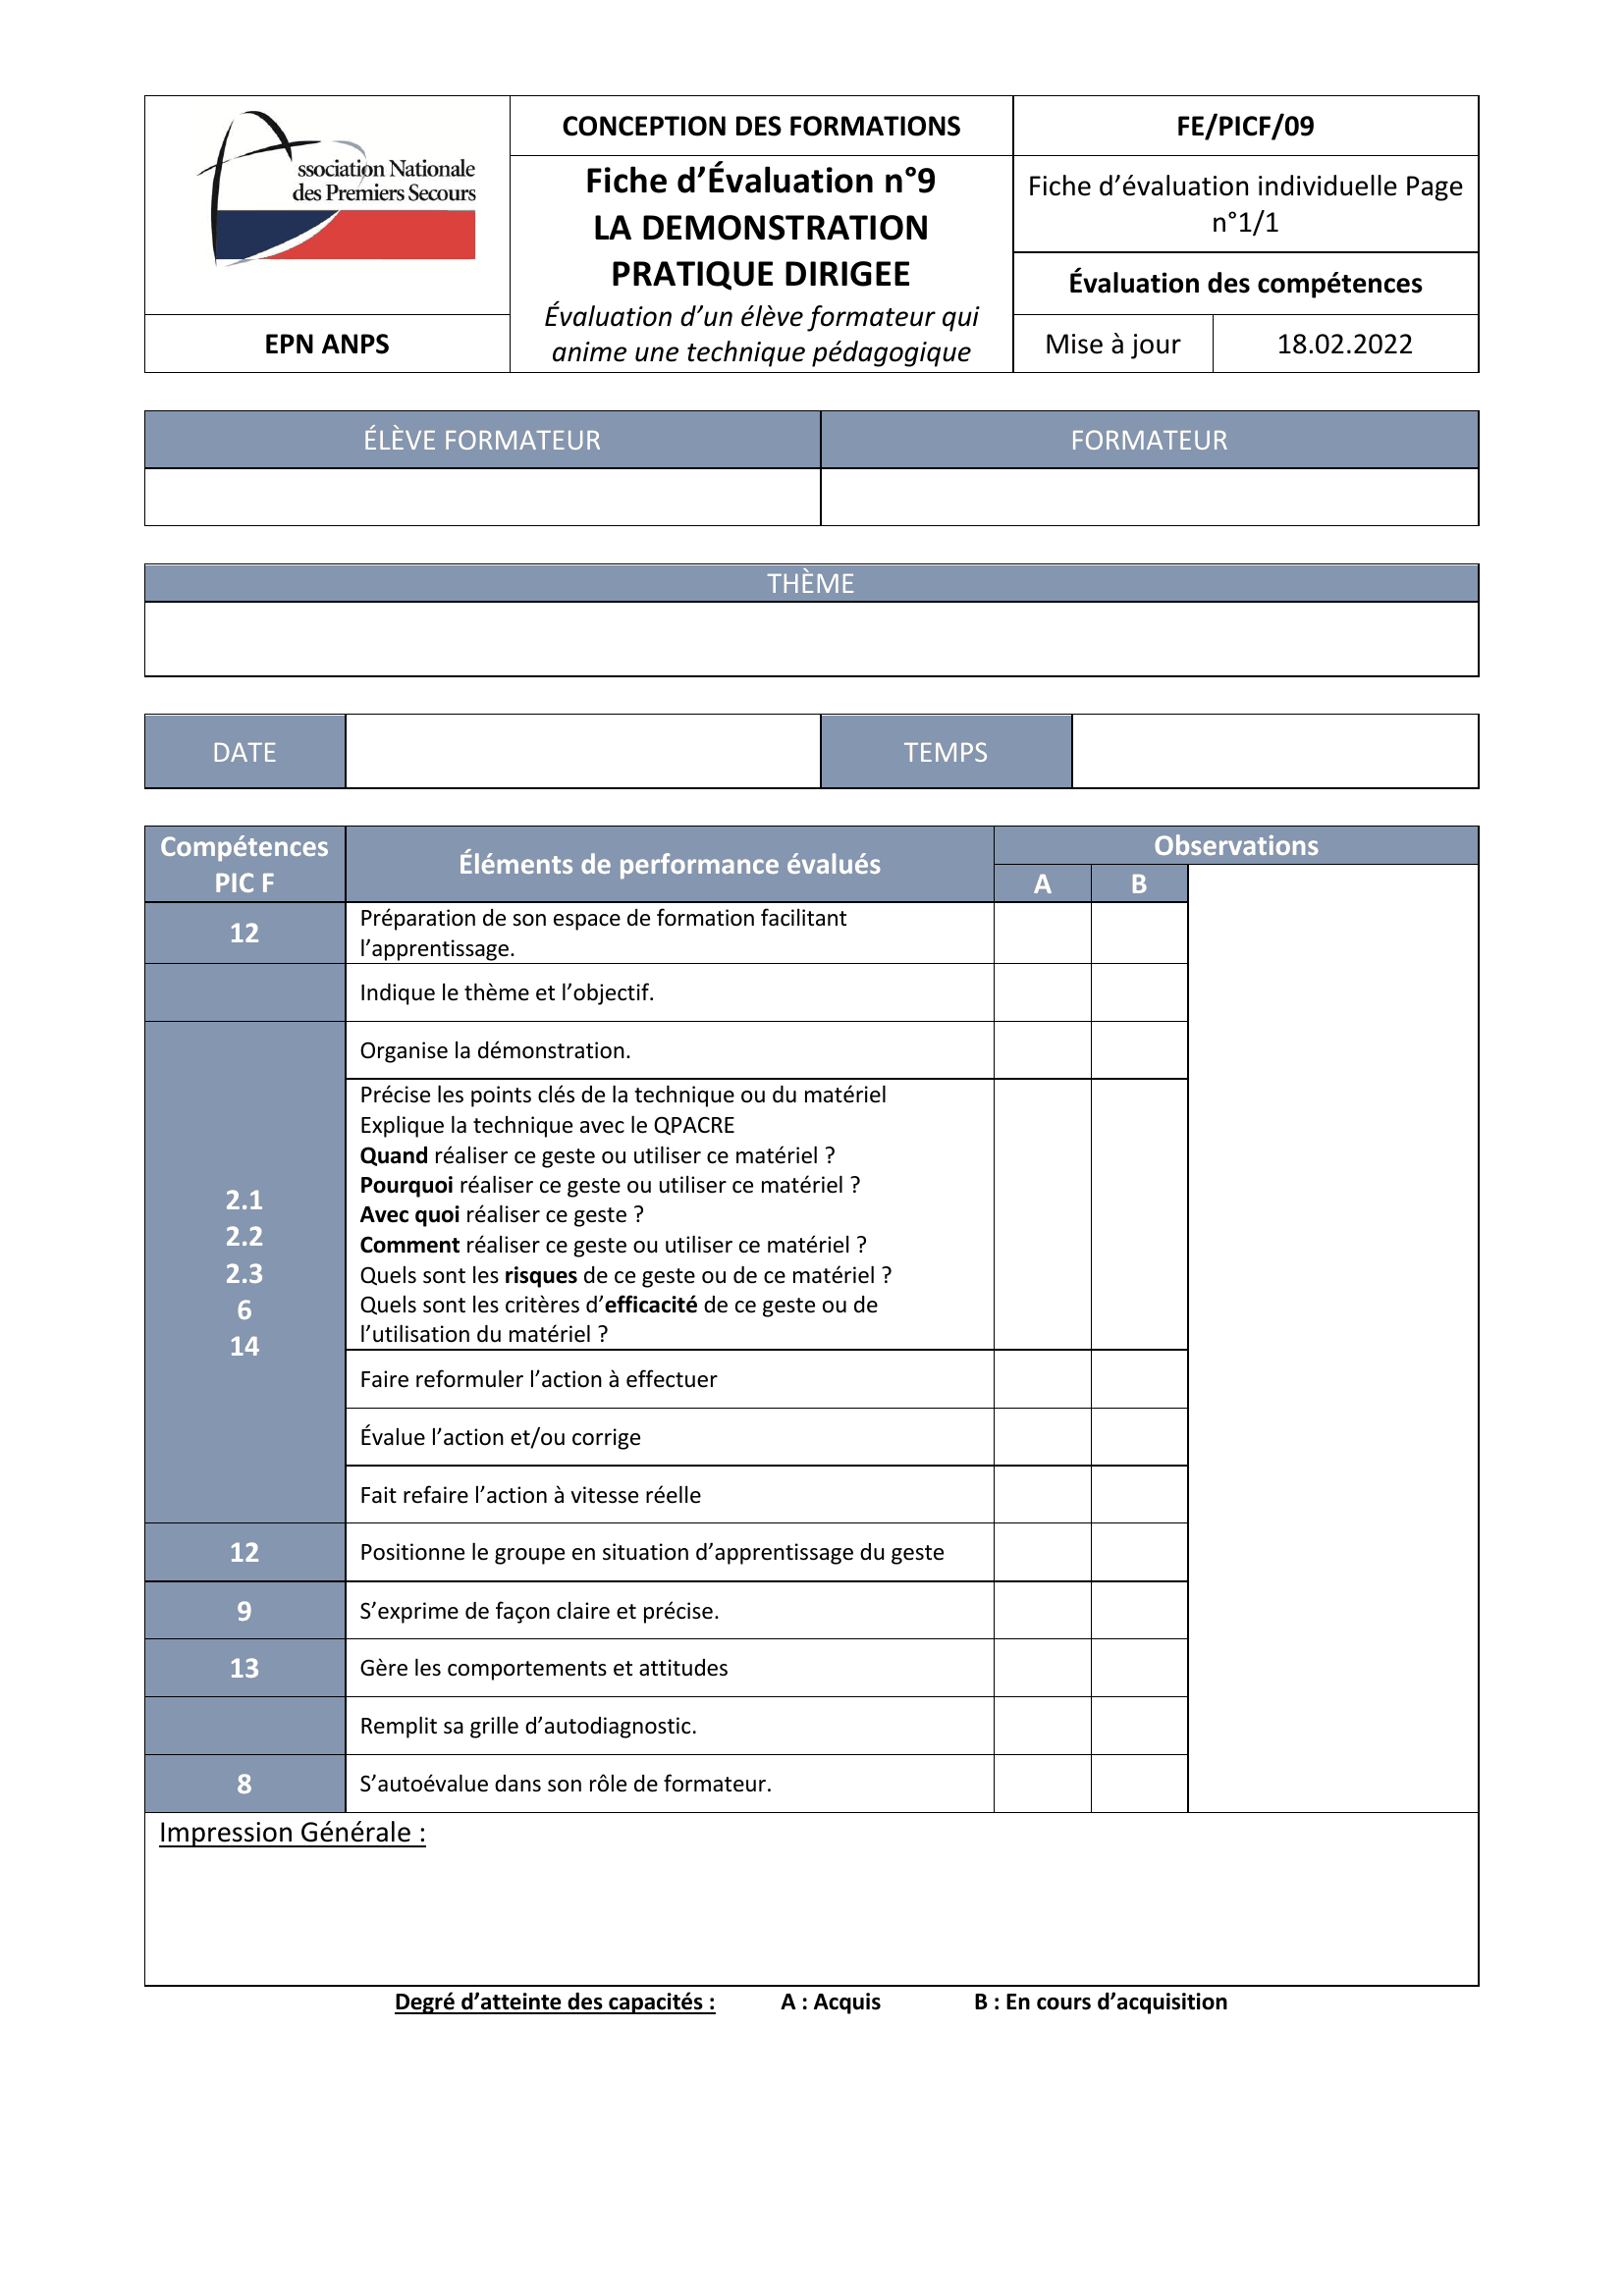 ssociation Nationale
des Premiers Secours
EPN ANPS
CONCEPTION DES FORMATIONS
Fiche d’Évaluation n°9
LA DEMONSTRATION
PRATIQUE DIRIGEE
Évaluation d’un élève formateur qui
anime une technique pédagogique
FE/PICF/09
Fiche d’évaluation individuelle Page
n°1/1
Évaluation des compétences
Mise à jour 18.02.2022
ÉLÈVE FORMATEUR FORMATEUR
THÈME
DATE TEMPS
Compétences
PIC F
Éléments de performance évalués
Observations
A B
12
Préparation de son espace de formation facilitant
l’apprentissage.
Indique le thème et l’objectif.
2.1
2.2
2.3
6
14
Organise la démonstration.
Précise les points clés de la technique ou du matériel
Explique la technique avec le QPACRE
Quand réaliser ce geste ou utiliser ce matériel ?
Pourquoi réaliser ce geste ou utiliser ce matériel ?
Avec quoi réaliser ce geste ?
Comment réaliser ce geste ou utiliser ce matériel ?
Quels sont les risques de ce geste ou de ce matériel ?
Quels sont les critères d’efficacité de ce geste ou de
l’utilisation du matériel ?
Faire reformuler l’action à effectuer
Évalue l’action et/ou corrige
Fait refaire l’action à vitesse réelle
12 Positionne le groupe en situation d’apprentissage du geste
9 S’exprime de façon claire et précise.
13 Gère les comportements et attitudes
Remplit sa grille d’autodiagnostic.
8 S’autoévalue dans son rôle de formateur.
Impression Générale :
Degré d’atteinte des capacités : A : Acquis B : En cours d’acquisition